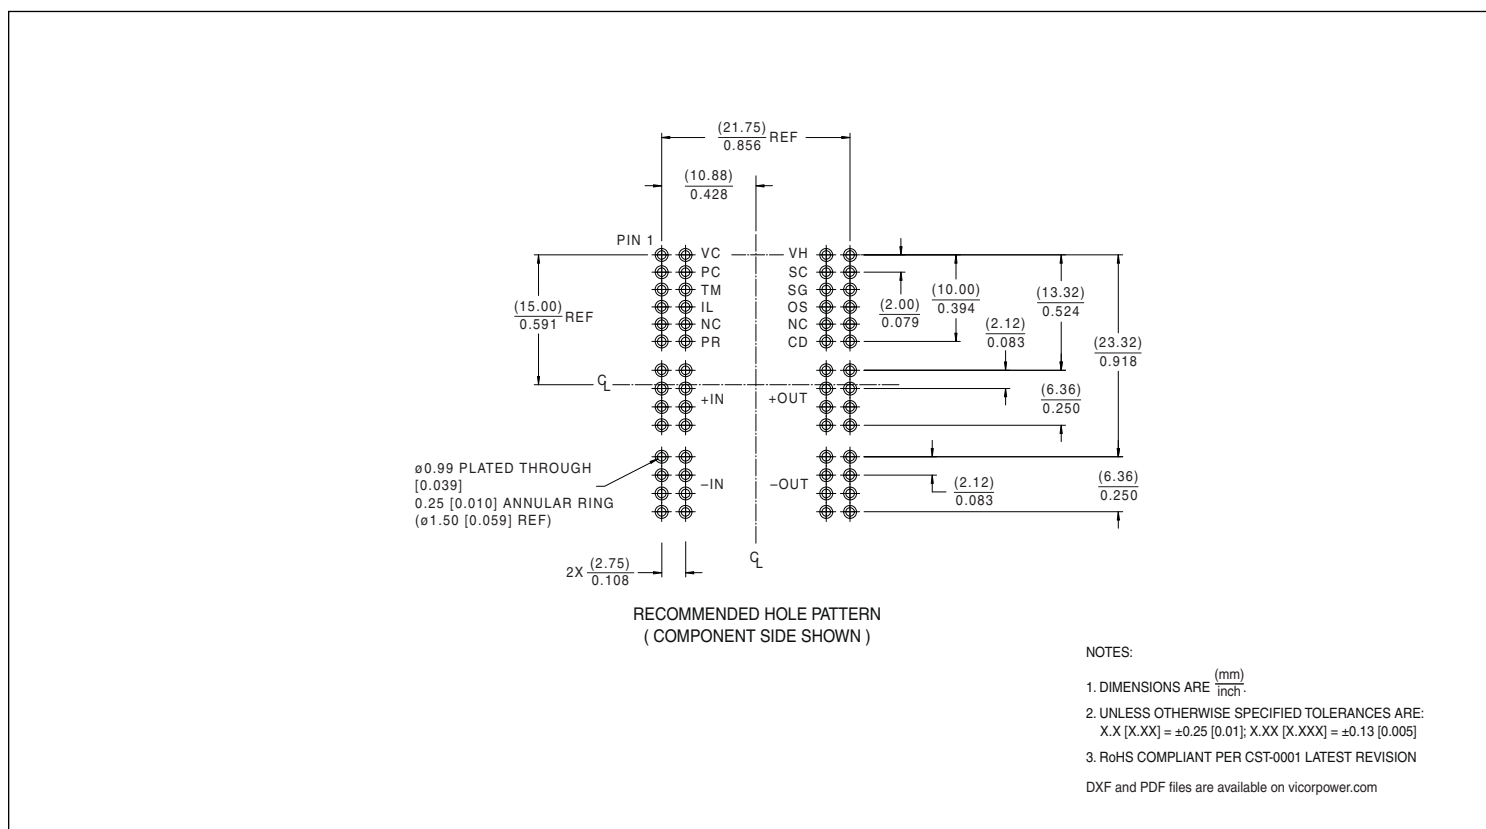 (21.75)
0.856 REF
(10.88)
0.428
PIN 1
VC
VH
PC
SC
TM
SG
IL
OS
NC
NC
PR
CD
(15.00)
0.591 REF
(2.00)
0.079
(10.00)
0.394
(13.32)
0.524
(2.12)
0.083
(23.32)
0.918
CL
+IN
+OUT
(6.36)
0.250
ø0.99 PLATED THROUGH
[0.039]
0.25 [0.010] ANNULAR RING
(ø1.50 [0.059] REF)
–IN
–OUT
(2.12)
0.083
(6.36)
0.250
CL
2X (2.75)
0.108
RECOMMENDED HOLE PATTERN
( COMPONENT SIDE SHOWN )
NOTES:
1. DIMENSIONS ARE (mm)
inch.
2. UNLESS OTHERWISE SPECIFIED TOLERANCES ARE:
X.X [X.XX] = ±0.25 [0.01]; X.XX [X.XXX] = ±0.13 [0.005]
3. RoHS COMPLIANT PER CST-0001 LATEST REVISION
DXF and PDF files are available on vicorpower.com